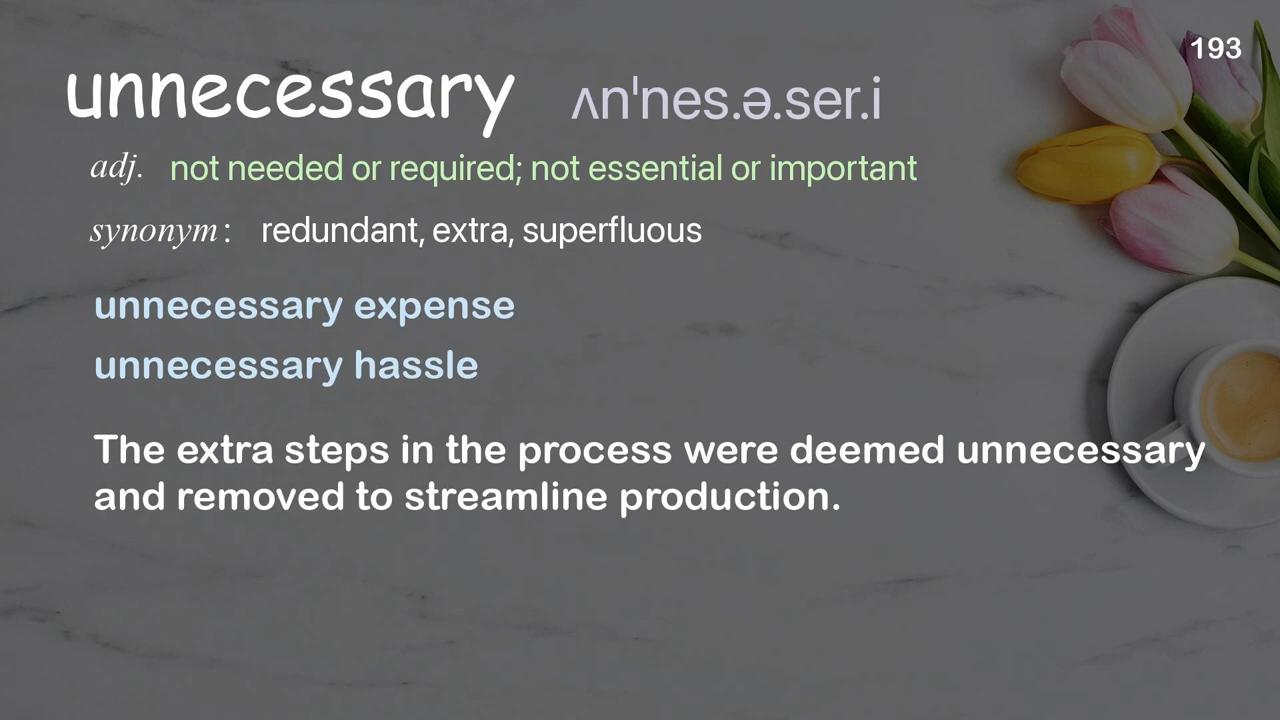 193
unnecessary ʌnˈnes.ə.ser.i
adj. not needed or required; not essential or important
synonym: redundant, extra, superfluous
unnecessary expense
unnecessary hassle
The extra steps in the process were deemed unnecessary
and removed to streamline production.